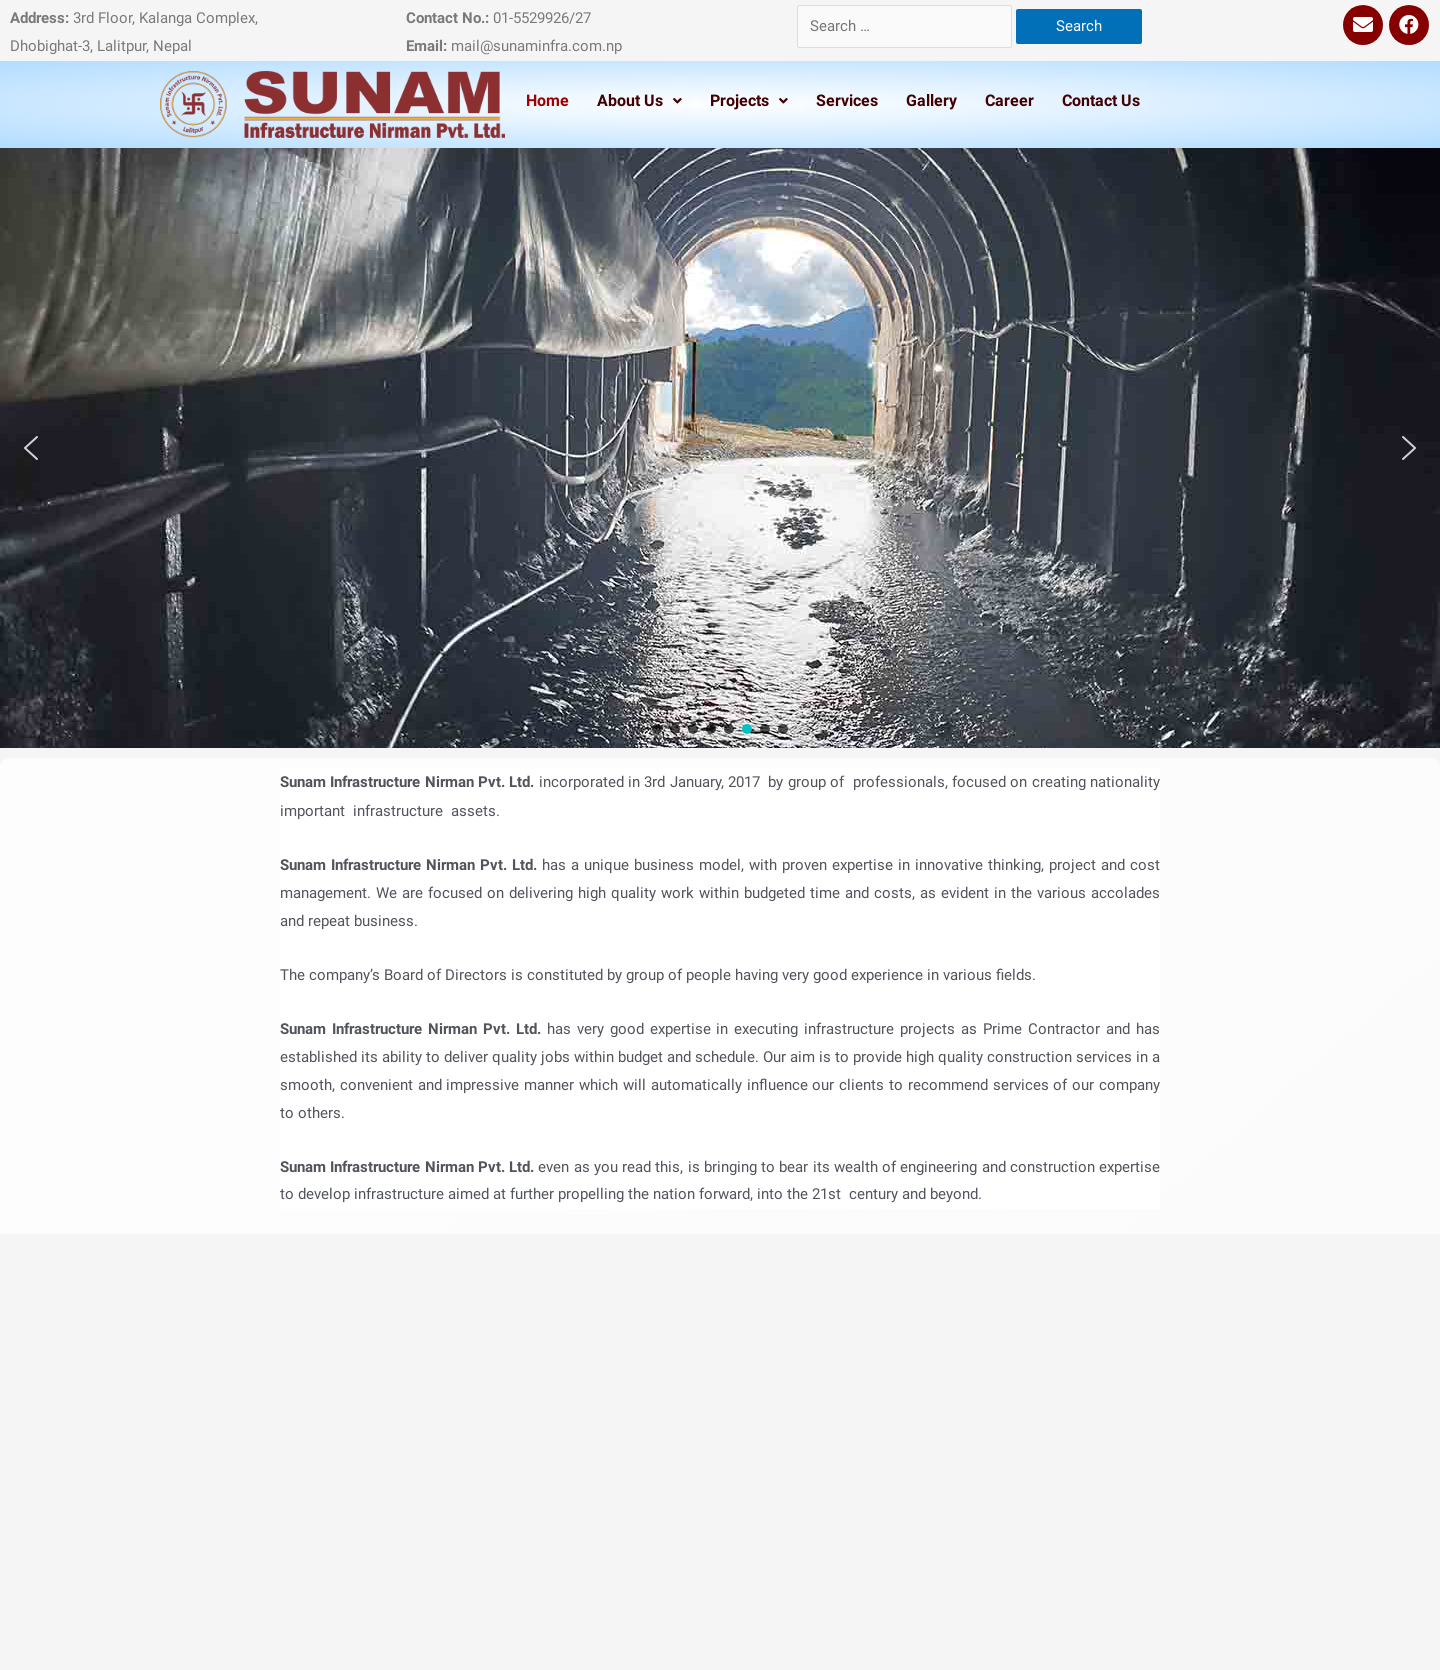 Address: 3rd Floor, Kalanga Complex,
Dhobighat-3, Lalitpur, Nepal
Contact No.: 01-5529926/27
Email: mail@sunaminfra.com.np
Search …
Search
Sunam Infrastructure Nirman Pvt. Ltd.
Lalitpur
SUNAM
Infrastructure Nirman Pvt. Ltd.
Home
About Us
Projects
Services
Gallery
Career
Contact Us
Sunam Infrastructure Nirman Pvt. Ltd. incorporated in 3rd January, 2017  by group of  professionals, focused on creating nationality
important  infrastructure  assets.
Sunam Infrastructure Nirman Pvt. Ltd. has a unique business model, with proven expertise in innovative thinking, project and cost
management. We are focused on delivering high quality work within budgeted time and costs, as evident in the various accolades
and repeat business.
The company’s Board of Directors is constituted by group of people having very good experience in various fields.
Sunam Infrastructure Nirman Pvt. Ltd. has very good expertise in executing infrastructure projects as Prime Contractor and has
established its ability to deliver quality jobs within budget and schedule. Our aim is to provide high quality construction services in a
smooth, convenient and impressive manner which will automatically influence our clients to recommend services of our company
to others.
Sunam Infrastructure Nirman Pvt. Ltd. even as you read this, is bringing to bear its wealth of engineering and construction expertise
to develop infrastructure aimed at further propelling the nation forward, into the 21st  century and beyond.